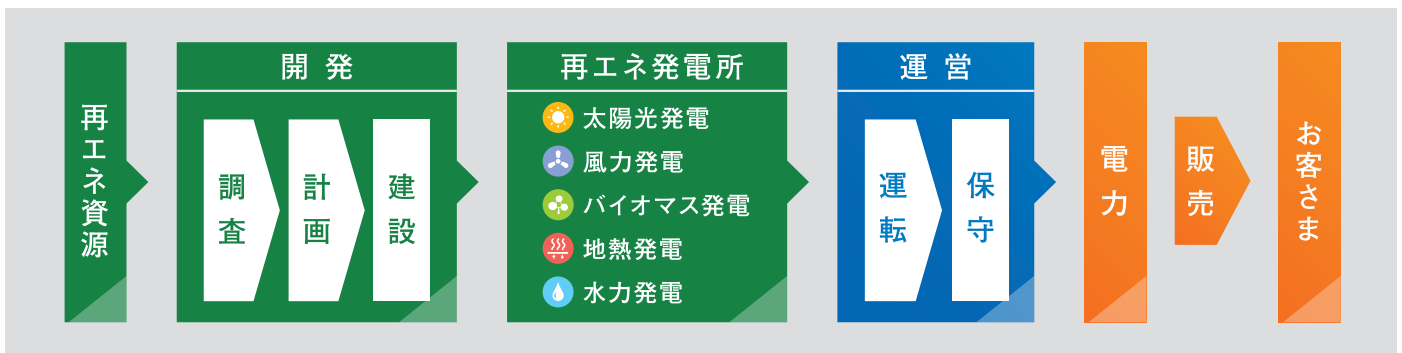 再エネ資源
開発
調査
計画
建設
再エネ発電所
太陽光発電
風力発電
バイオマス発電
地熱発電
水力発電
運営
運転
保守
電力
販売
お客さま